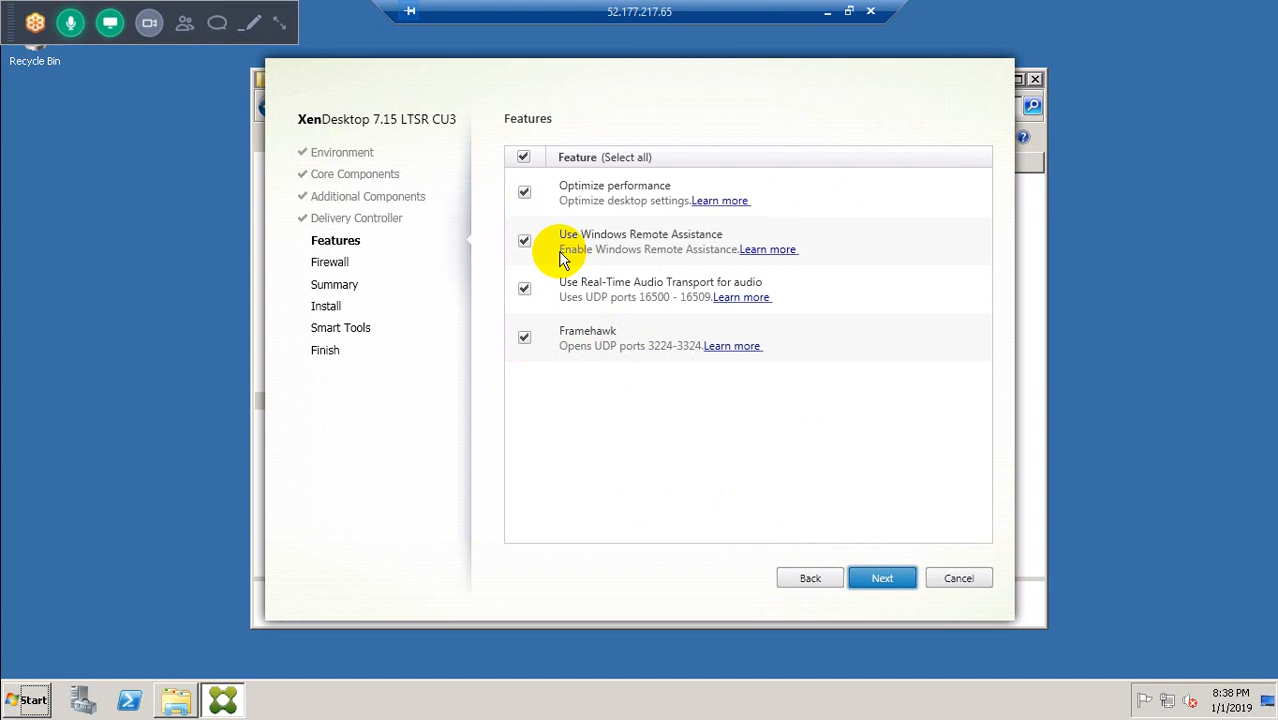 52.177.217.65
Recycle Bin
XenDesktop 7.15 LTSR CU3
Environment
Core Components
Additional Components
Delivery Controller
Features
Firewall
Summary
Install
Smart Tools
Finish
Features
Feature (Select all)
Optimize performance
Optimize desktop settings.Learn more
Use Windows Remote Assistance
Enable Windows Remote Assistance.Learn more
Use Real-Time Audio Transport for audio
Uses UDP ports 16500 - 16509.Learn more
Framehawk
Opens UDP ports 3224-3324.Learn more
Back
Next
Cancel
Start
8:38 PM
1/1/2019